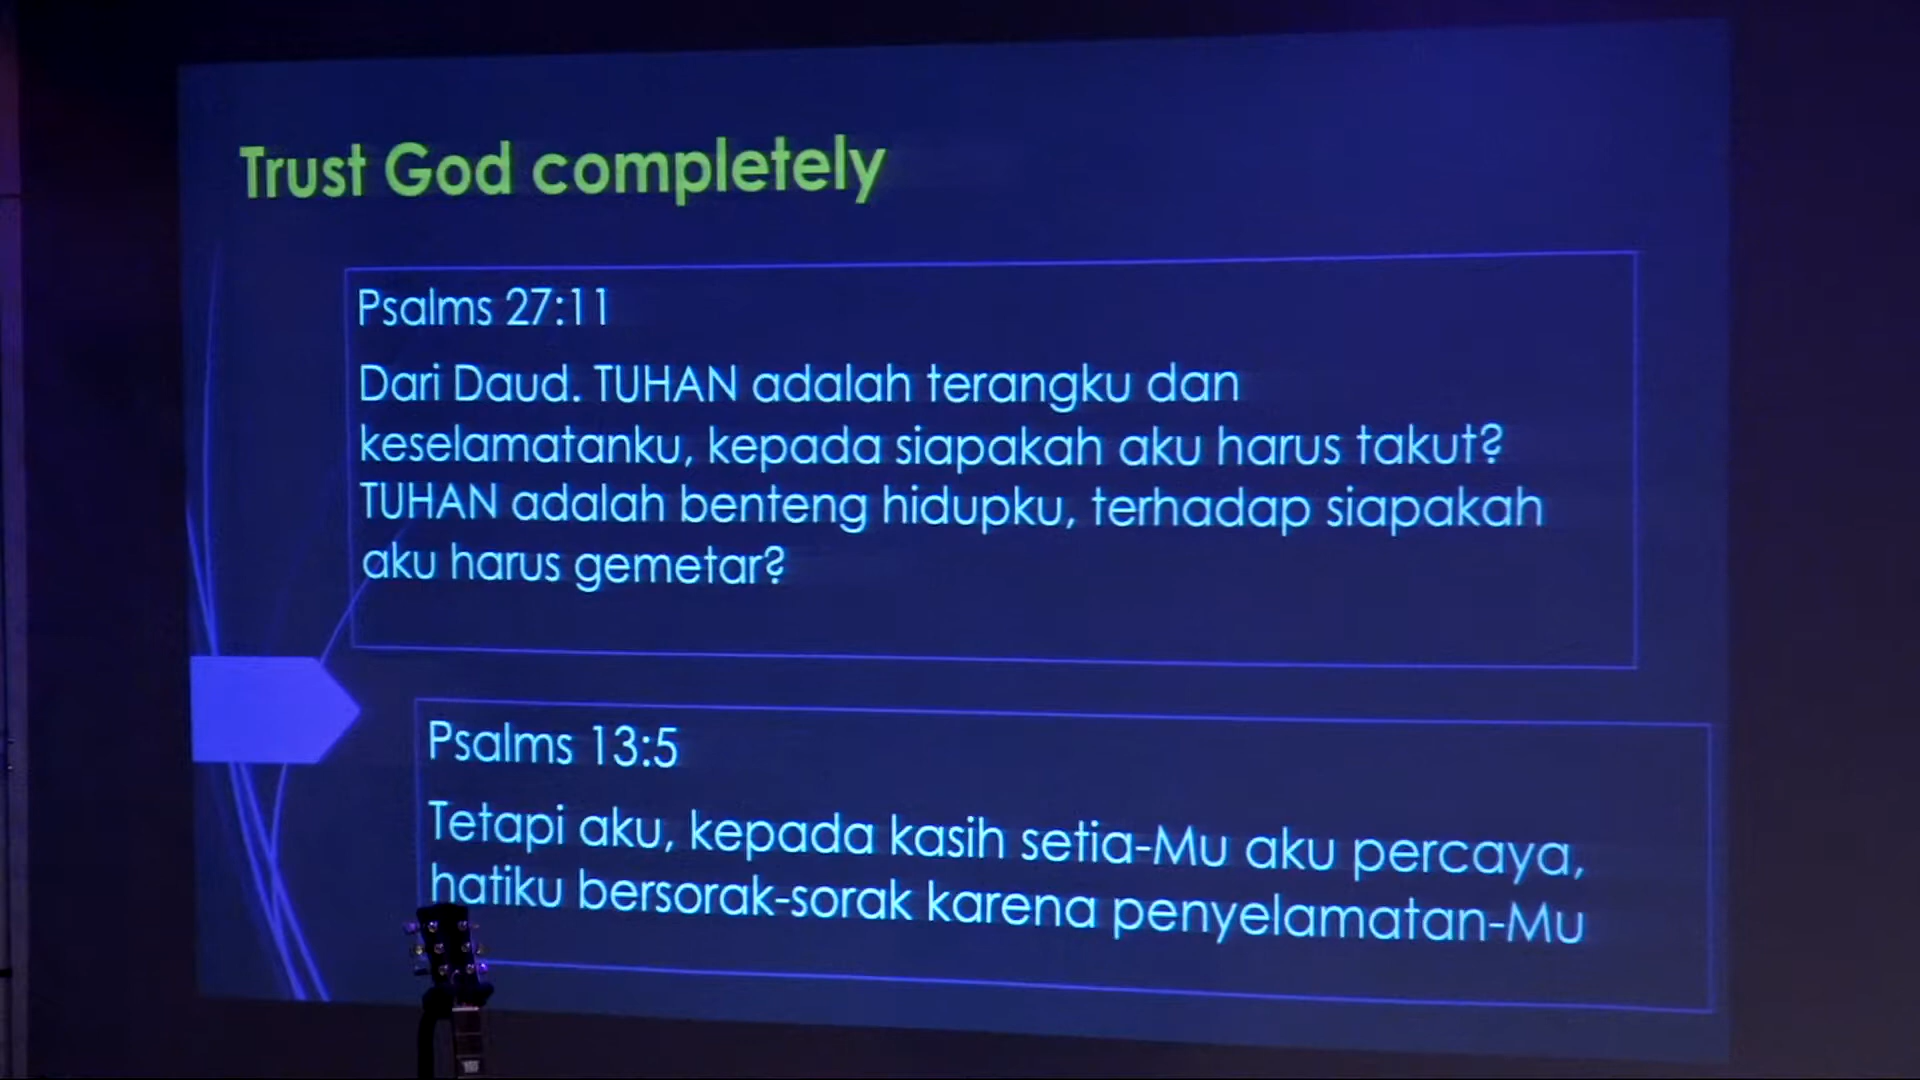 Trust God completely
Psalms 27:11
Dari Daud. TUHAN adalah terangku dan
keselamatanku, kepada siapakah aku harus takut?
TUHAN adalah benteng hidupku, terhadap siapakah
aku harus gemetar?
Psalms 13:5
Tetapi aku, kepada kasih setia-Mu aku percaya,
hatiku bersorak-sorak karena penyelamatan-Mu